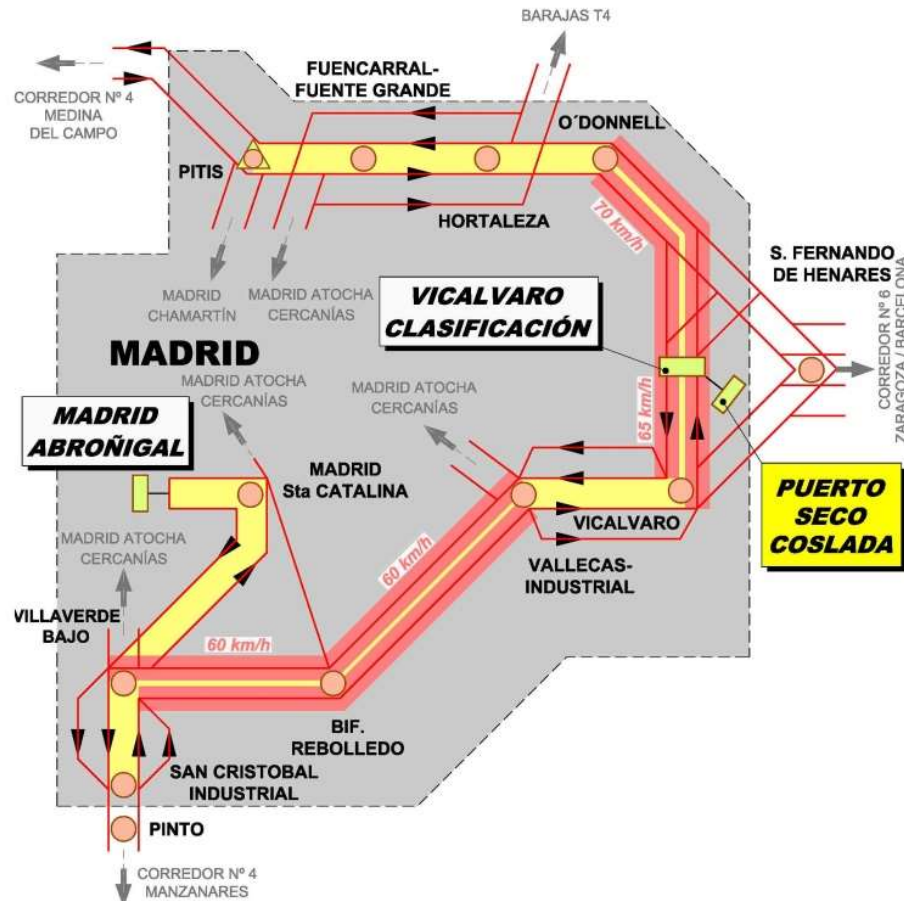 BARAJAS T4
FUENCARRAL-
FUENTE GRANDE
CORREDOR Nº 4
MEDINA
DEL CAMPO
O´DONNELL
PITIS
HORTALEZA
70 km/h
S. FERNANDO
DE HENARES
MADRID
CHAMARTÍN
MADRID ATOCHA
CERCANÍAS
VICALVARO
CLASIFICACIÓN
CORREDOR Nº 6
ZARAGOZA / BARCELONA
MADRID
MADRID ATOCHA
CERCANÍAS
MADRID ATOCHA
CERCANÍAS
65 km/h
MADRID
ABROÑIGAL
MADRID
Sta CATALINA
VICALVARO
PUERTO
SECO
COSLADA
MADRID ATOCHA
CERCANÍAS
60 km/h
VALLECAS-
INDUSTRIAL
VILLAVERDE
BAJO
60 km/h
BIF.
REBOLLEDO
SAN CRISTOBAL
INDUSTRIAL
PINTO
CORREDOR Nº 4
MANZANARES